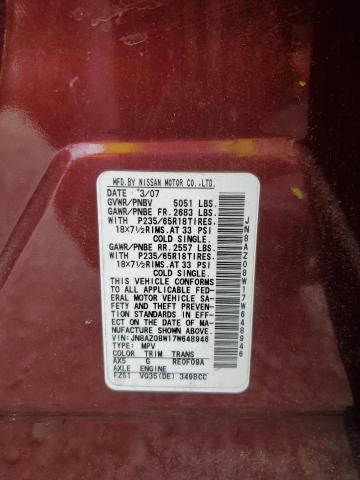 MFD.BY NISSAN MOTOR CO.,LTD.
DATE *3/07
GVWR/PNBV 5051 LBS.
GAWR/PNBE FR.2683 LBS.
WITH P235/65R18TIRES.
18×7½RIMS.AT 33 PSI
COLD SINGLE.
GAWR/PNBE RR.2557 LBS.
WITH P235/65R18TIRES.
18×7½RIMS.AT 33 PSI
COLD SINGLE.
THIS VEHICLE CONFORMS
TO ALL APPLICABLE FED-
ERAL MOTOR VEHICLE SA-
FETY AND THEFT PREVEN-
TION STANDARDS IN EFF-
ECT ON THE DATE OF MA-
NUFACTURE SHOWN ABOVE.
VIN:JN8AZ08W17W648946
TYPE MPV
COLOR TRIM TRANS
AX5 G RE0F09A
AXLE ENGINE
FZ51 VQ35(DE) 3498CC
JN8AZ08W17W648946